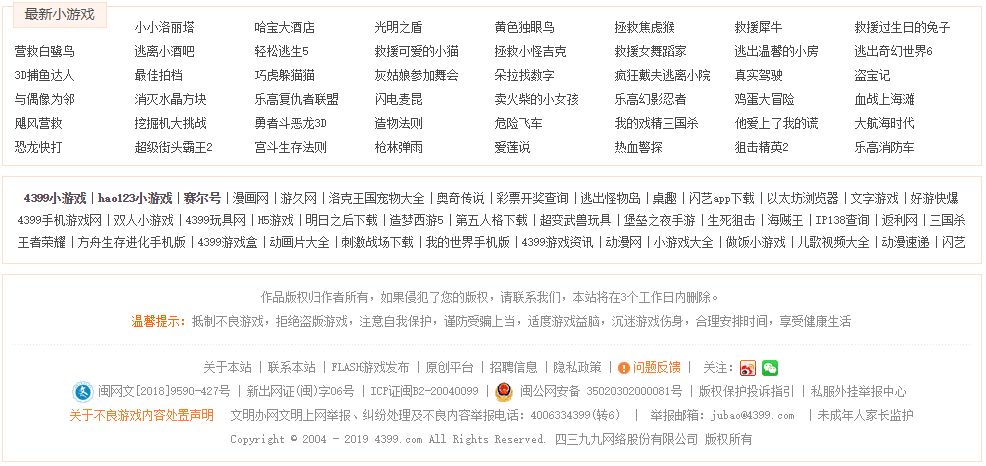 最新小游戏
小小洛丽塔 哈宝大酒店 光明之盾 黄色独眼鸟 拯救焦虑猴 救援犀牛 救援过生日的兔子
营救白鹭鸟 逃离小酒吧 轻松逃生5 救援可爱的小猫 拯救小怪吉克 救援女舞蹈家 逃出温馨的小房 逃出奇幻世界6
3D捕鱼达人 最佳拍档 巧虎躲猫猫 灰姑娘参加舞会 朵拉找数字 疯狂戴夫逃离小院 真实驾驶 盗宝记
与偶像为邻 消灭水晶方块 乐高复仇者联盟 闪电麦昆 卖火柴的小女孩 乐高幻影忍者 鸡蛋大冒险 血战上海滩
飓风营救 挖掘机大挑战 勇者斗恶龙3D 造物法则 危险飞车 我的戏精三国杀 他爱上了我的谎 大航海时代
恐龙快打 超级街头霸王2 宫斗生存法则 枪林弹雨 爱莲说 热血警探 狙击精英2 乐高消防车
4399小游戏 | hao123小游戏 | 赛尔号 | 漫画网 | 游久网 | 洛克王国宠物大全 | 奥奇传说 | 彩票开奖查询 | 逃出怪物岛 | 桌趣 | 闪艺app下载 | 以太坊浏览器 | 文字游戏 | 好游快爆
4399手机游戏网 | 双人小游戏 | 4399玩具网 | H5游戏 | 明日之后下载 | 造梦西游5 | 第五人格下载 | 超变武兽玩具 | 堡垒之夜手游 | 生死狙击 | 海贼王 | IP138查询 | 返利网 | 三国杀
王者荣耀 | 方舟生存进化手机版 | 4399游戏盒 | 动画片大全 | 刺激战场下载 | 我的世界手机版 | 4399游戏资讯 | 动漫网 | 小游戏大全 | 做饭小游戏 | 儿歌视频大全 | 动漫速递 | 闪艺
作品版权归作者所有，如果侵犯了您的版权，请联系我们，本站将在3个工作日内删除。
温馨提示：抵制不良游戏，拒绝盗版游戏，注意自我保护，谨防受骗上当，适度游戏益脑，沉迷游戏伤身，合理安排时间，享受健康生活
关于本站 | 联系本站 | FLASH游戏发布 | 原创平台 | 招聘信息 | 隐私政策 | 问题反馈 | 关注：
闽网文[2018]9590-427号 | 新出网证(闽)字06号 | ICP证闽B2-20040099 | 闽公网安备 35020302000081号 | 版权保护投诉指引 | 私服外挂举报中心
关于不良游戏内容处置声明 文明办网文明上网举报、纠纷处理及不良内容举报电话：4006334399(转6) | 举报邮箱：jubao@4399.com | 未成年人家长监护
Copyright © 2004 - 2019 4399.com All Rights Reserved. 四三九九网络股份有限公司 版权所有